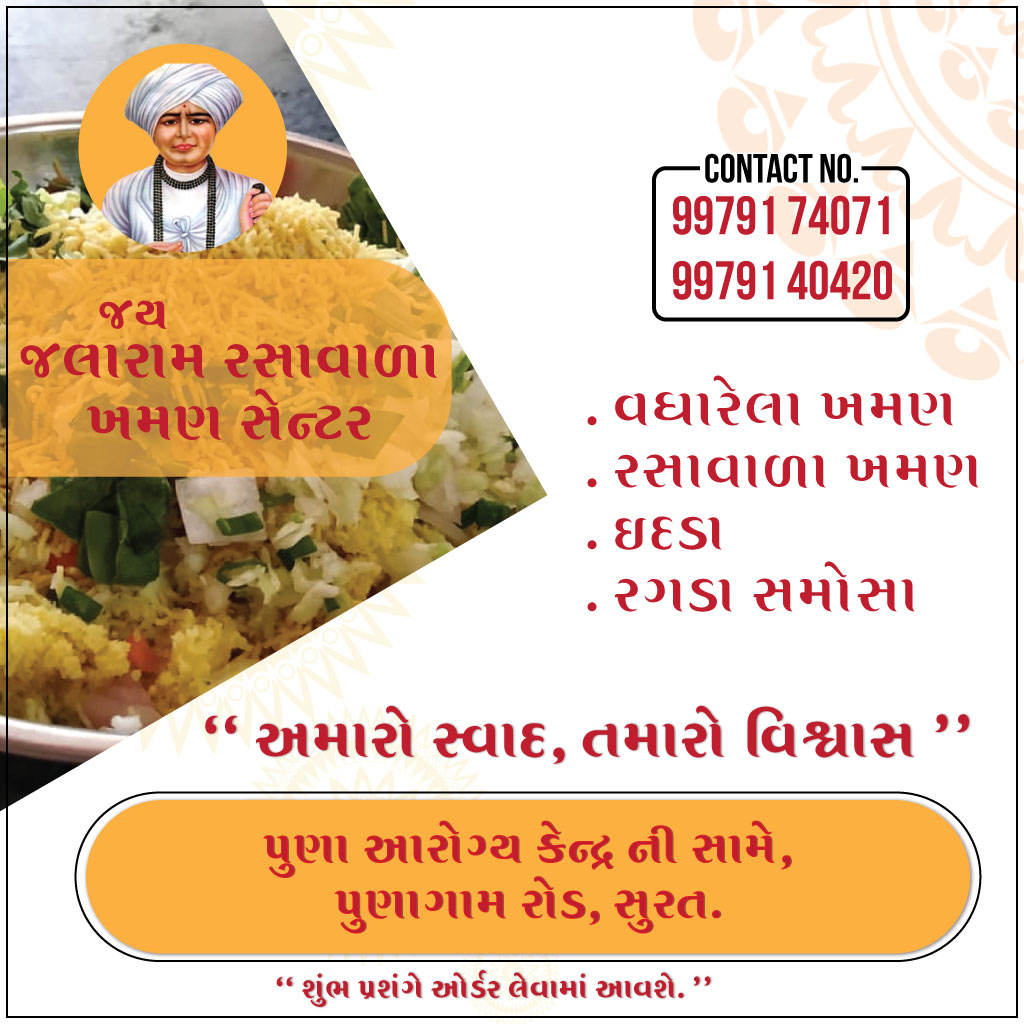 જય
જલારામ રસાવાળા
ખમણ સેન્ટર
CONTACT NO.
99791 74071
99791 40420
. વઘારેલા ખમણ
. રસાવાળા ખમણ
. ઇદડા
. રગડા સમોસા
“ અમારો સ્વાદ, તમારો વિશ્વાસ ”
પુણા આરોગ્ય કેન્દ્ર ની સામે,
પુણાગામ રોડ, સુરત.
“ શુંભ પ્રશંગે ઓર્ડર લેવામાં આવશે. ”